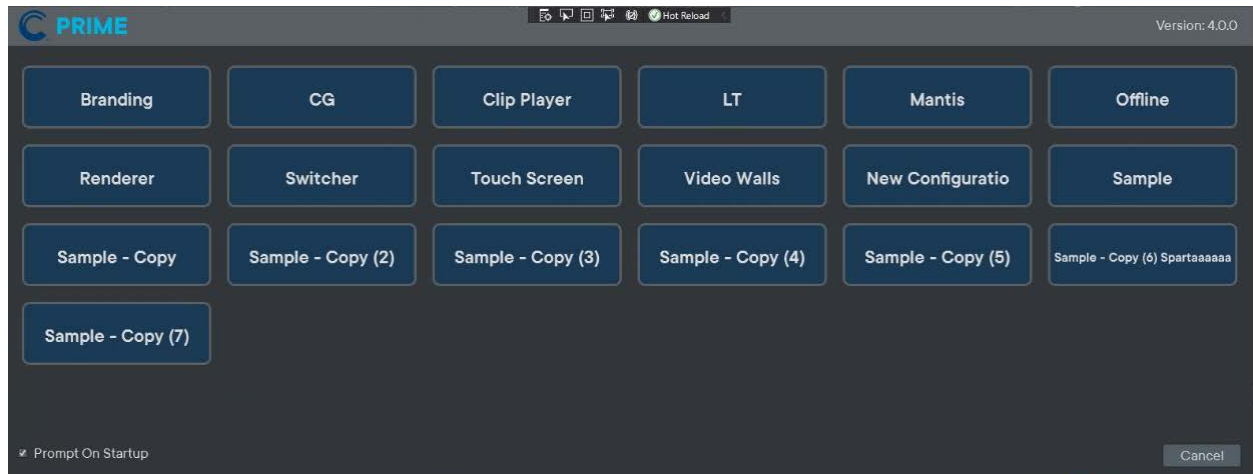 PRIME
Hot Reload
Version: 4.0.0
Branding
CG
Clip Player
LT
Mantis
Offline
Renderer
Switcher
Touch Screen
Video Walls
New Configuratio
Sample
Sample - Copy
Sample - Copy (2)
Sample - Copy (3)
Sample - Copy (4)
Sample - Copy (5)
Sample - Copy (6) Spartaaaaaa
Sample - Copy (7)
Prompt On Startup
Cancel